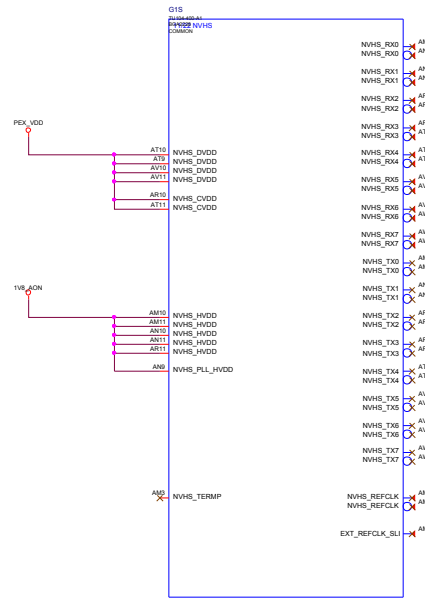 G1S
COMMON
NVHS
PEX_VDD
AT10 NVHS_DVDD
AT9 NVHS_DVDD
AV10 NVHS_DVDD
AV11 NVHS_DVDD
AR10 NVHS_CVDD
AT11 NVHS_CVDD
1V8_AON
AM10 NVHS_HVDD
AM11 NVHS_HVDD
AN10 NVHS_HVDD
AN11 NVHS_HVDD
AR11 NVHS_HVDD
AN9 NVHS_PLL_HVDD
AM3 NVHS_TERMP
NVHS_RX0
NVHS_RX0
NVHS_RX1
NVHS_RX1
NVHS_RX2
NVHS_RX2
NVHS_RX3
NVHS_RX3
NVHS_RX4
NVHS_RX4
NVHS_RX5
NVHS_RX5
NVHS_RX6
NVHS_RX6
NVHS_RX7
NVHS_RX7
NVHS_TX0
NVHS_TX0
NVHS_TX1
NVHS_TX1
NVHS_TX2
NVHS_TX2
NVHS_TX3
NVHS_TX3
NVHS_TX4
NVHS_TX4
NVHS_TX5
NVHS_TX5
NVHS_TX6
NVHS_TX6
NVHS_TX7
NVHS_TX7
NVHS_REFCLK
NVHS_REFCLK
EXT_REFCLK_SLI